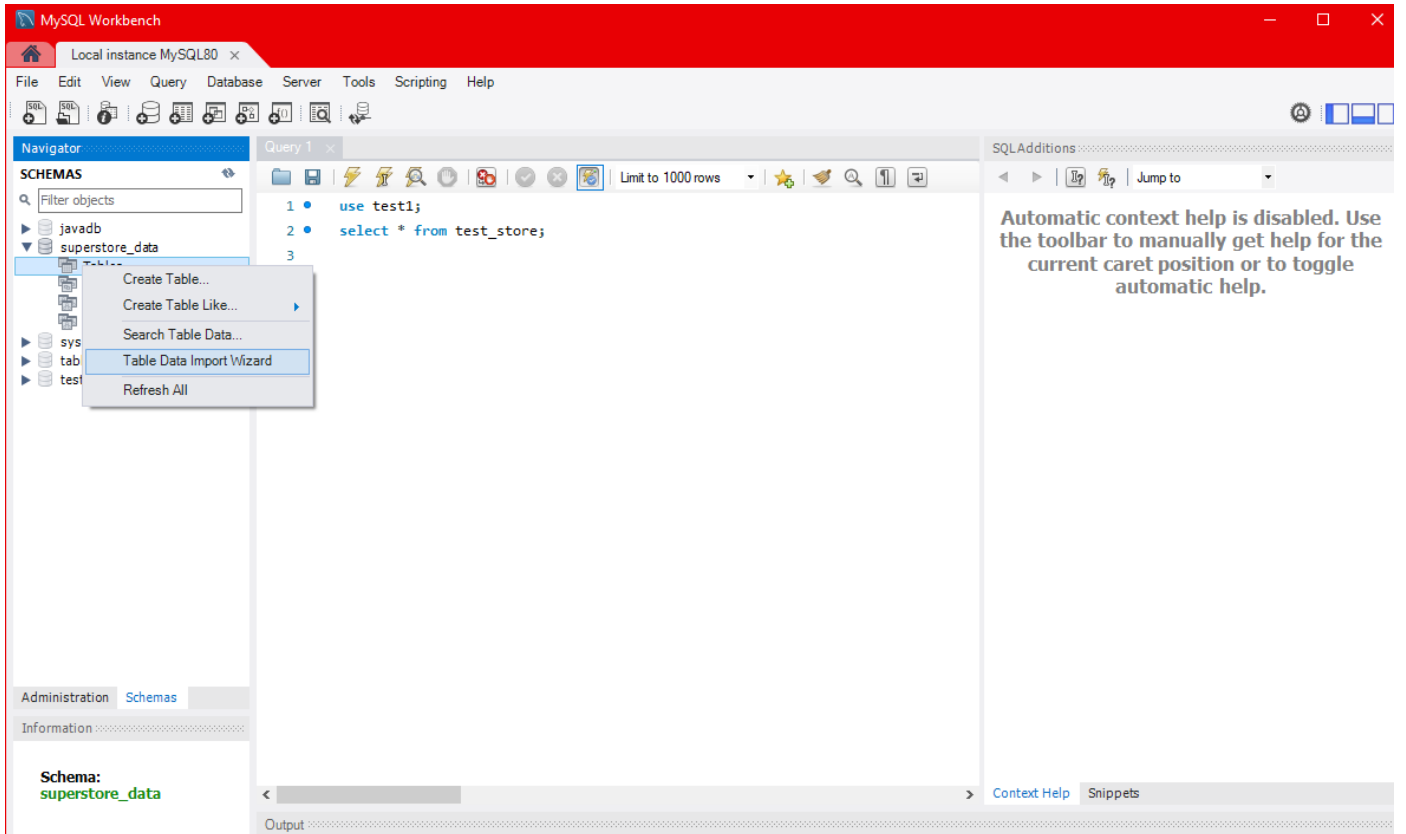 MySQL Workbench
Local instance MySQL80
File Edit View Query Database Server Tools Scripting Help
Navigator
SCHEMAS
Filter objects
javadb
superstore_data
Tables
sys
tab
test
Create Table...
Create Table Like...
Search Table Data...
Table Data Import Wizard
Refresh All
Administration Schemas
Information
Schema:
superstore_data
Query 1
Limit to 1000 rows
1 use test1;
2 select * from test_store;
3
Output
SQLAdditions
Jump to
Automatic context help is disabled. Use
the toolbar to manually get help for the
current caret position or to toggle
automatic help.
Context Help Snippets